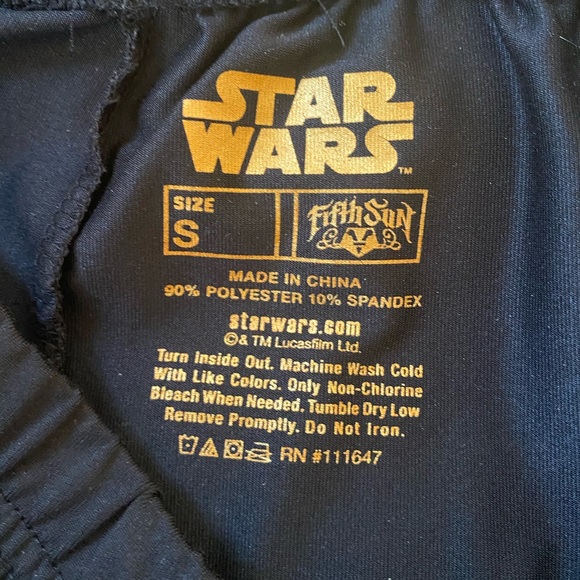 STAR
WARS™
SIZE
S
Fifth Sun
MADE IN CHINA
90% POLYESTER 10% SPANDEX
starwars.com
©& TM Lucasfilm Ltd.
Turn Inside Out. Machine Wash Cold
With Like Colors. Only Non-Chlorine
Bleach When Needed. Tumble Dry Low
Remove Promptly. Do Not Iron.
RN #111647